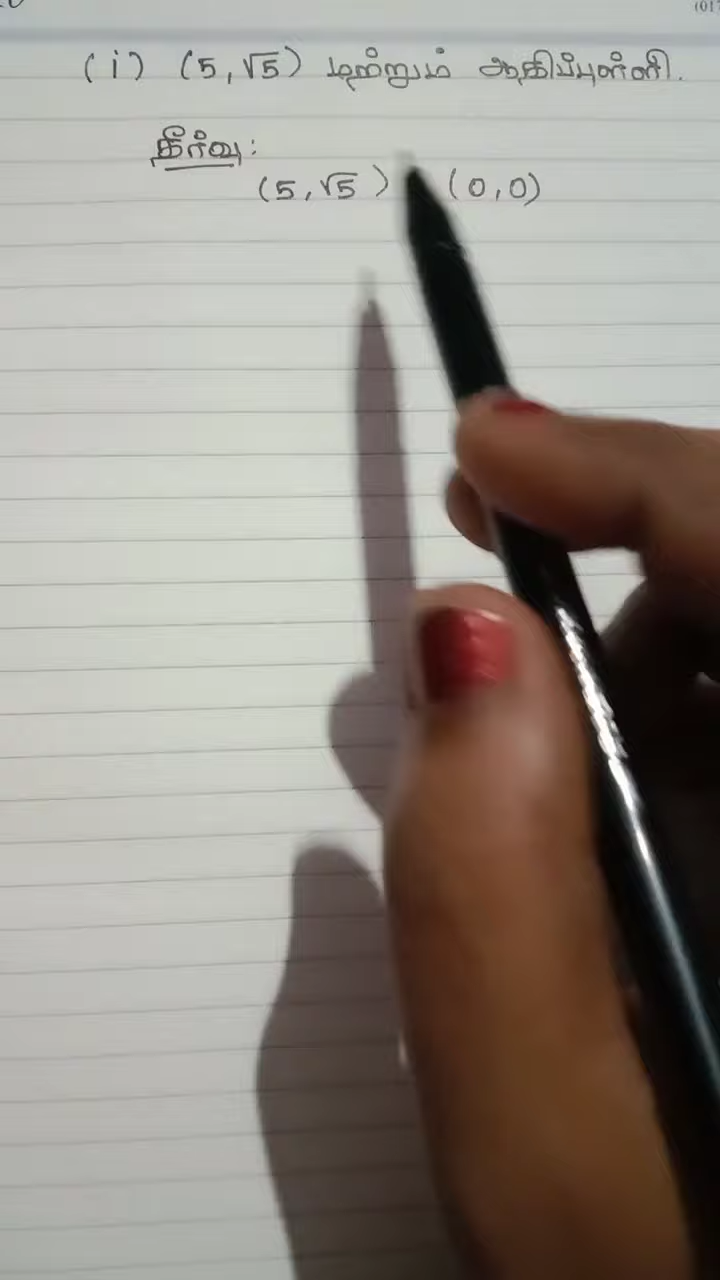 (i) (5, √5) மற்றும் ஆதிப்புள்ளி.
தீர்வு:
(5, √5) (0, 0)